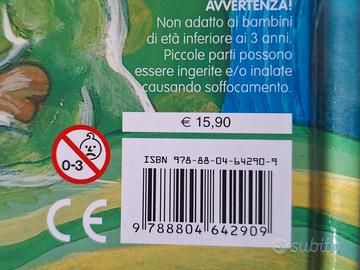 AVVERTENZA!
Non adatto ai bambini
di età inferiore ai 3 anni.
Piccole parti possono
essere ingerite e/o inalate
causando soffocamento.
€ 15,90
0-3
ISBN 978-88-04-64290-9
CE
9 788804 642909
subito